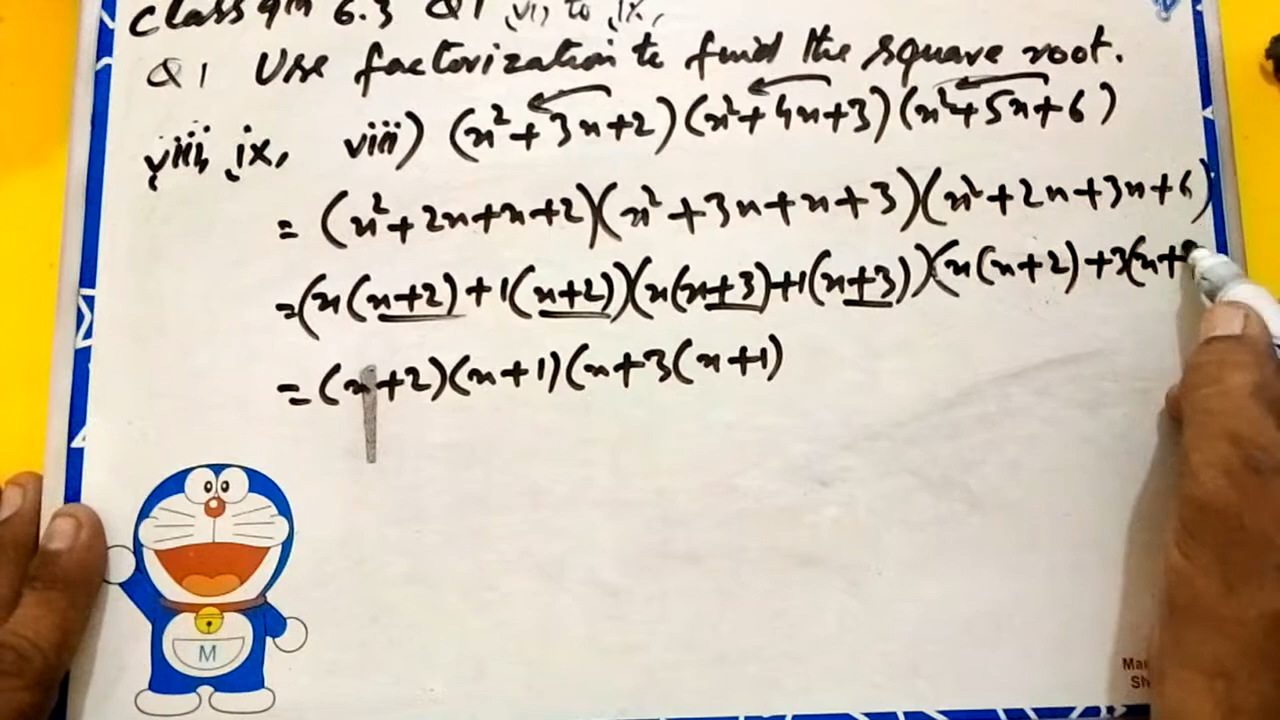 Class 9th 6.3 Q1 vii to ix,
Q1 Use factorization to find the square root.
viii, ix, viii) (x²+3x+2)(x²+4x+3)(x²+5x+6)
= (x²+2x+x+2)(x²+3x+x+3)(x²+2x+3x+6)
=(x(x+2)+1(x+2))(x(x+3)+1(x+3))(x(x+2)+3(x+
=(x+2)(x+1)(x+3(x+1)
M